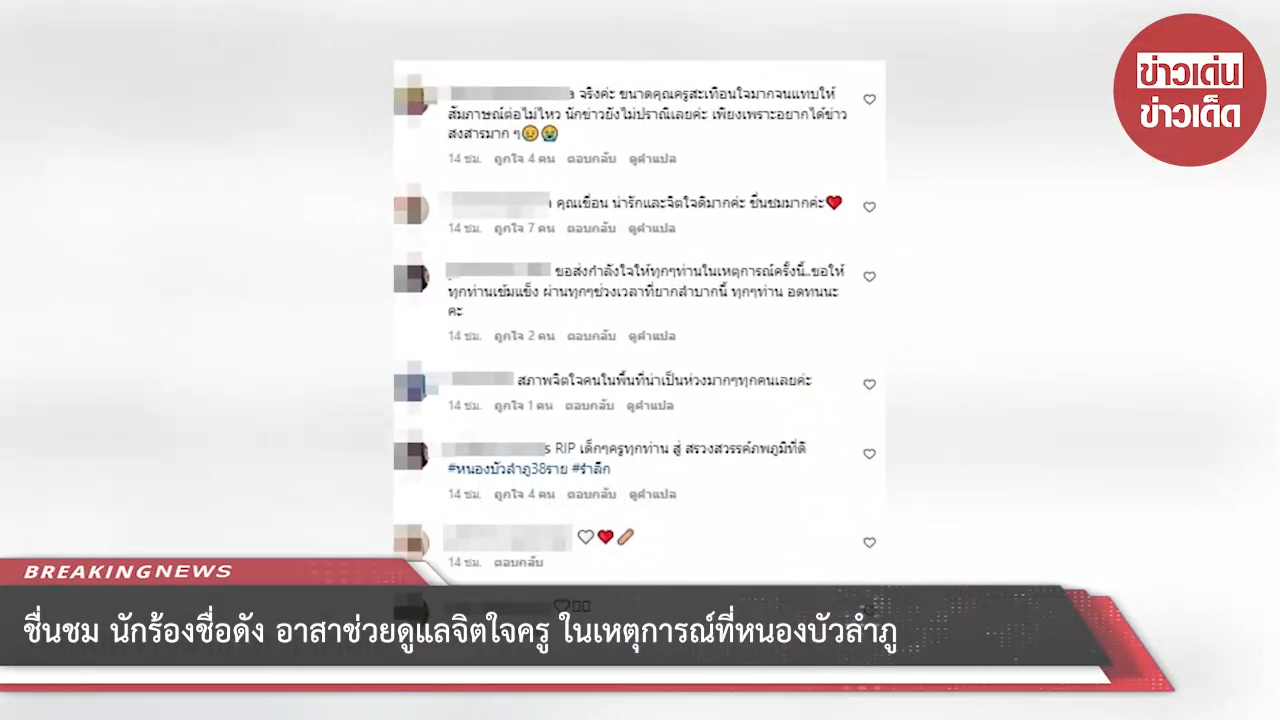 ข่าวเด่น
ข่าวเด็ด
จริงค่ะ ขนาดคุณครูสะเทือนใจมากจนแทบให้
สัมภาษณ์ต่อไม่ไหว นักข่าวยังไม่ปราณีเลยค่ะ เพียงเพราะอยากได้ข่าว
สงสารมาก ๆ😥😭
14 ชม. ถูกใจ 4 คน ตอบกลับ ดูคำแปล
คุณเขื่อน น่ารักและจิตใจดีมากค่ะ ชื่นชมมากค่ะ❤️
14 ชม. ถูกใจ 7 คน ตอบกลับ ดูคำแปล
ขอส่งกำลังใจให้ทุกๆท่านในเหตุการณ์ครั้งนี้..ขอให้
ทุกท่านเข้มแข็ง ผ่านทุกๆช่วงเวลาที่ยากลำบากนี้ ทุกๆท่าน อดทนนะ
คะ
14 ชม. ถูกใจ 2 คน ตอบกลับ ดูคำแปล
สภาพจิตใจคนในพื้นที่น่าเป็นห่วงมากๆทุกคนเลยค่ะ
14 ชม. ถูกใจ 1 คน ตอบกลับ ดูคำแปล
s RIP เด็กๆครูทุกท่าน สู่ สรวงสวรรค์ภพภูมิที่ดี
#หนองบัวลำภู38ราย #รำลึก
14 ชม. ถูกใจ 4 คน ตอบกลับ ดูคำแปล
🤍❤️🩹
14 ชม. ตอบกลับ
BREAKINGNEWS
ชื่นชม นักร้องชื่อดัง อาสาช่วยดูแลจิตใจครู ในเหตุการณ์ที่หนองบัวลำภู